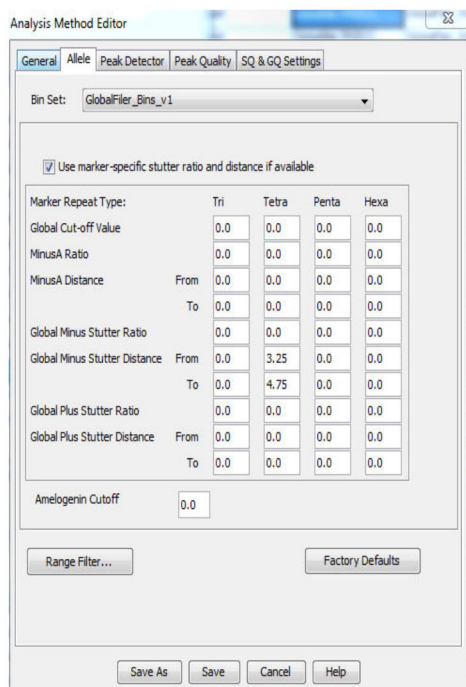 Analysis Method Editor
General Allele Peak Detector Peak Quality SQ & GQ Settings
Bin Set: GlobalFiler_Bins_v1
Use marker-specific stutter ratio and distance if available
Marker Repeat Type: Tri Tetra Penta Hexa
Global Cut-off Value 0.0 0.0 0.0 0.0
MinusA Ratio 0.0 0.0 0.0 0.0
MinusA Distance From 0.0 0.0 0.0 0.0
To 0.0 0.0 0.0 0.0
Global Minus Stutter Ratio 0.0 0.0 0.0 0.0
Global Minus Stutter Distance From 0.0 3.25 0.0 0.0
To 0.0 4.75 0.0 0.0
Global Plus Stutter Ratio 0.0 0.0 0.0 0.0
Global Plus Stutter Distance From 0.0 0.0 0.0 0.0
To 0.0 0.0 0.0 0.0
Amelogenin Cutoff 0.0
Range Filter... Factory Defaults
Save As Save Cancel Help